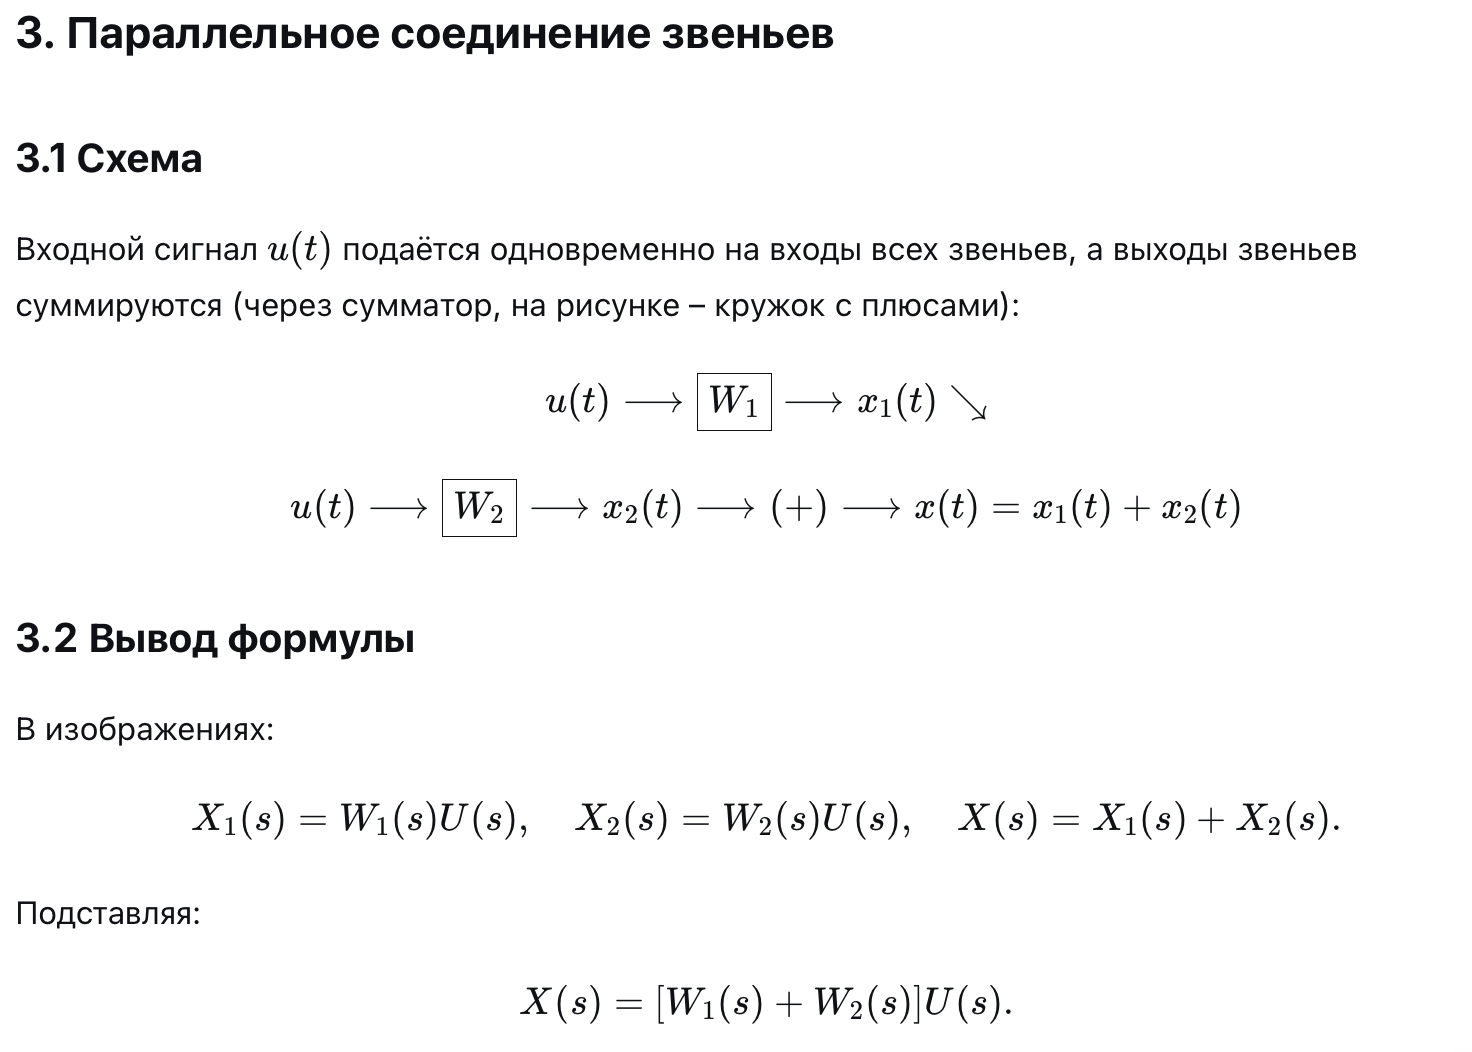 3. Параллельное соединение звеньев
3.1 Схема
Входной сигнал u(t) подаётся одновременно на входы всех звеньев, а выходы звеньев
суммируются (через сумматор, на рисунке – кружок с плюсами):
u(t) ⟶ W₁ ⟶ x₁(t) ↘
u(t) ⟶ W₂ ⟶ x₂(t) ⟶ (+) ⟶ x(t) = x₁(t) + x₂(t)
3.2 Вывод формулы
В изображениях:
X₁(s) = W₁(s)U(s), X₂(s) = W₂(s)U(s), X(s) = X₁(s) + X₂(s).
Подставляя:
X(s) = [W₁(s) + W₂(s)]U(s).